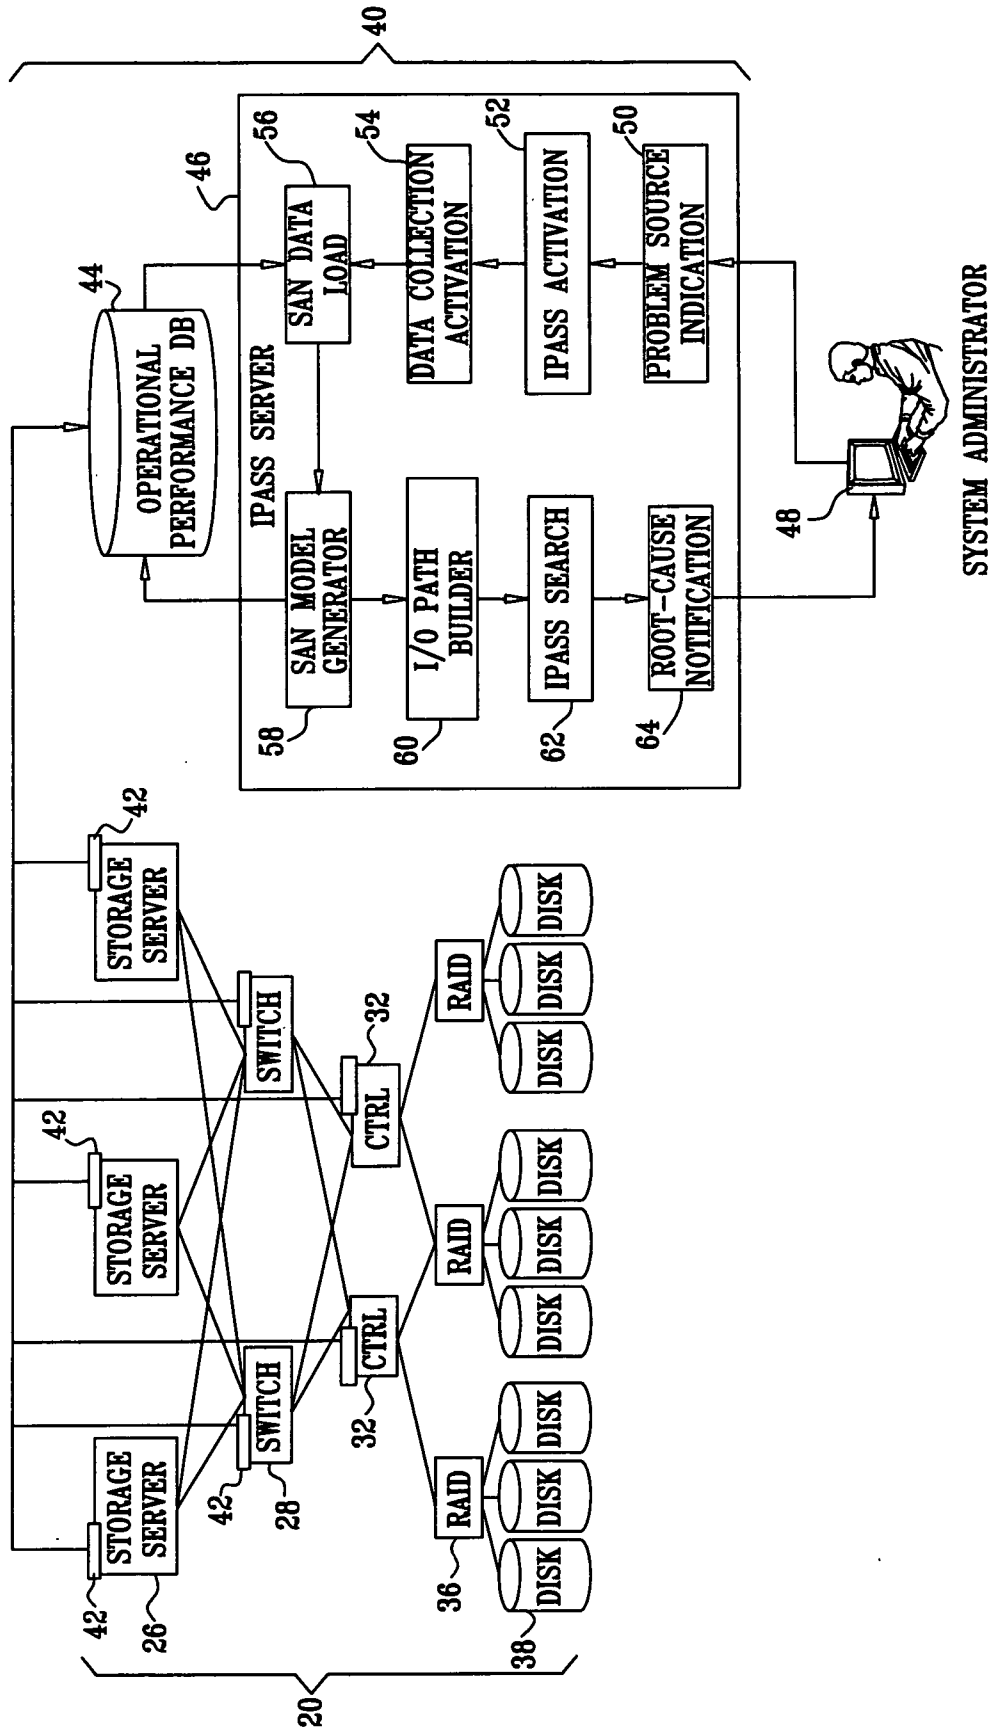 40
44
OPERATIONAL
PERFORMANCE DB
46
IPASS SERVER
SAN MODEL
GENERATOR
58
SAN DATA
LOAD
56
I/O PATH
BUILDER
60
DATA COLLECTION
ACTIVATION
54
IPASS SEARCH
62
IPASS ACTIVATION
52
ROOT-CAUSE
NOTIFICATION
64
PROBLEM SOURCE
INDICATION
50
48
SYSTEM ADMINISTRATOR
20
42
STORAGE
SERVER
26
42
STORAGE
SERVER
42
STORAGE
SERVER
42
SWITCH
28
SWITCH
CTRL
32
CTRL
32
RAID
36
RAID
RAID
DISK
38
DISK
DISK
DISK
DISK
DISK
DISK
DISK
DISK